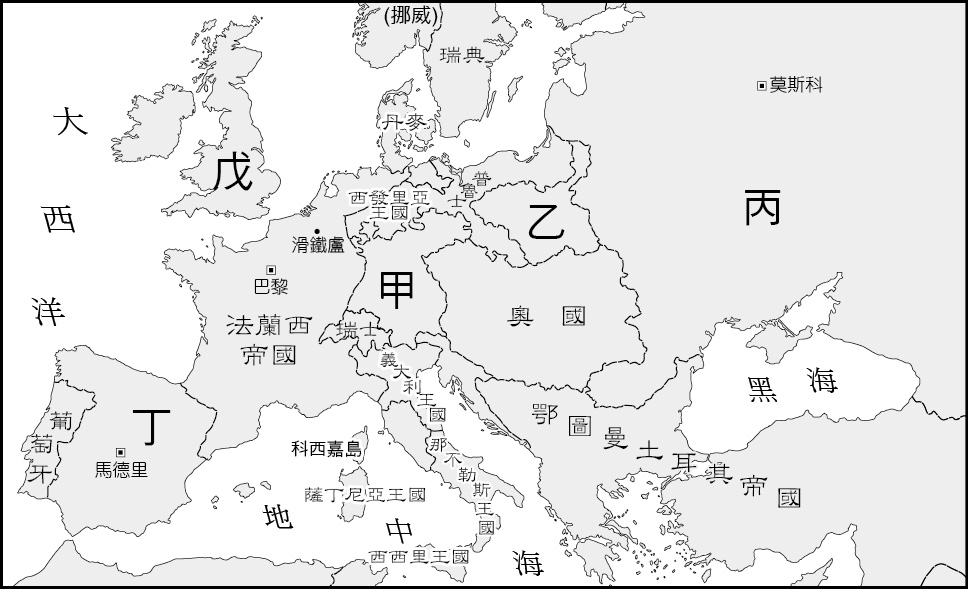 (挪威)
瑞典
莫斯科
大西洋
丹麥
戊
普魯士
西發里亞
王國
丙
乙
滑鐵盧
巴黎
甲
奧國
法蘭西
帝國
瑞士
義大利王國
黑海
葡萄牙
丁
馬德里
科西嘉島
那不勒斯王國
鄂圖曼土耳其帝國
薩丁尼亞王國
地中海
西西里王國